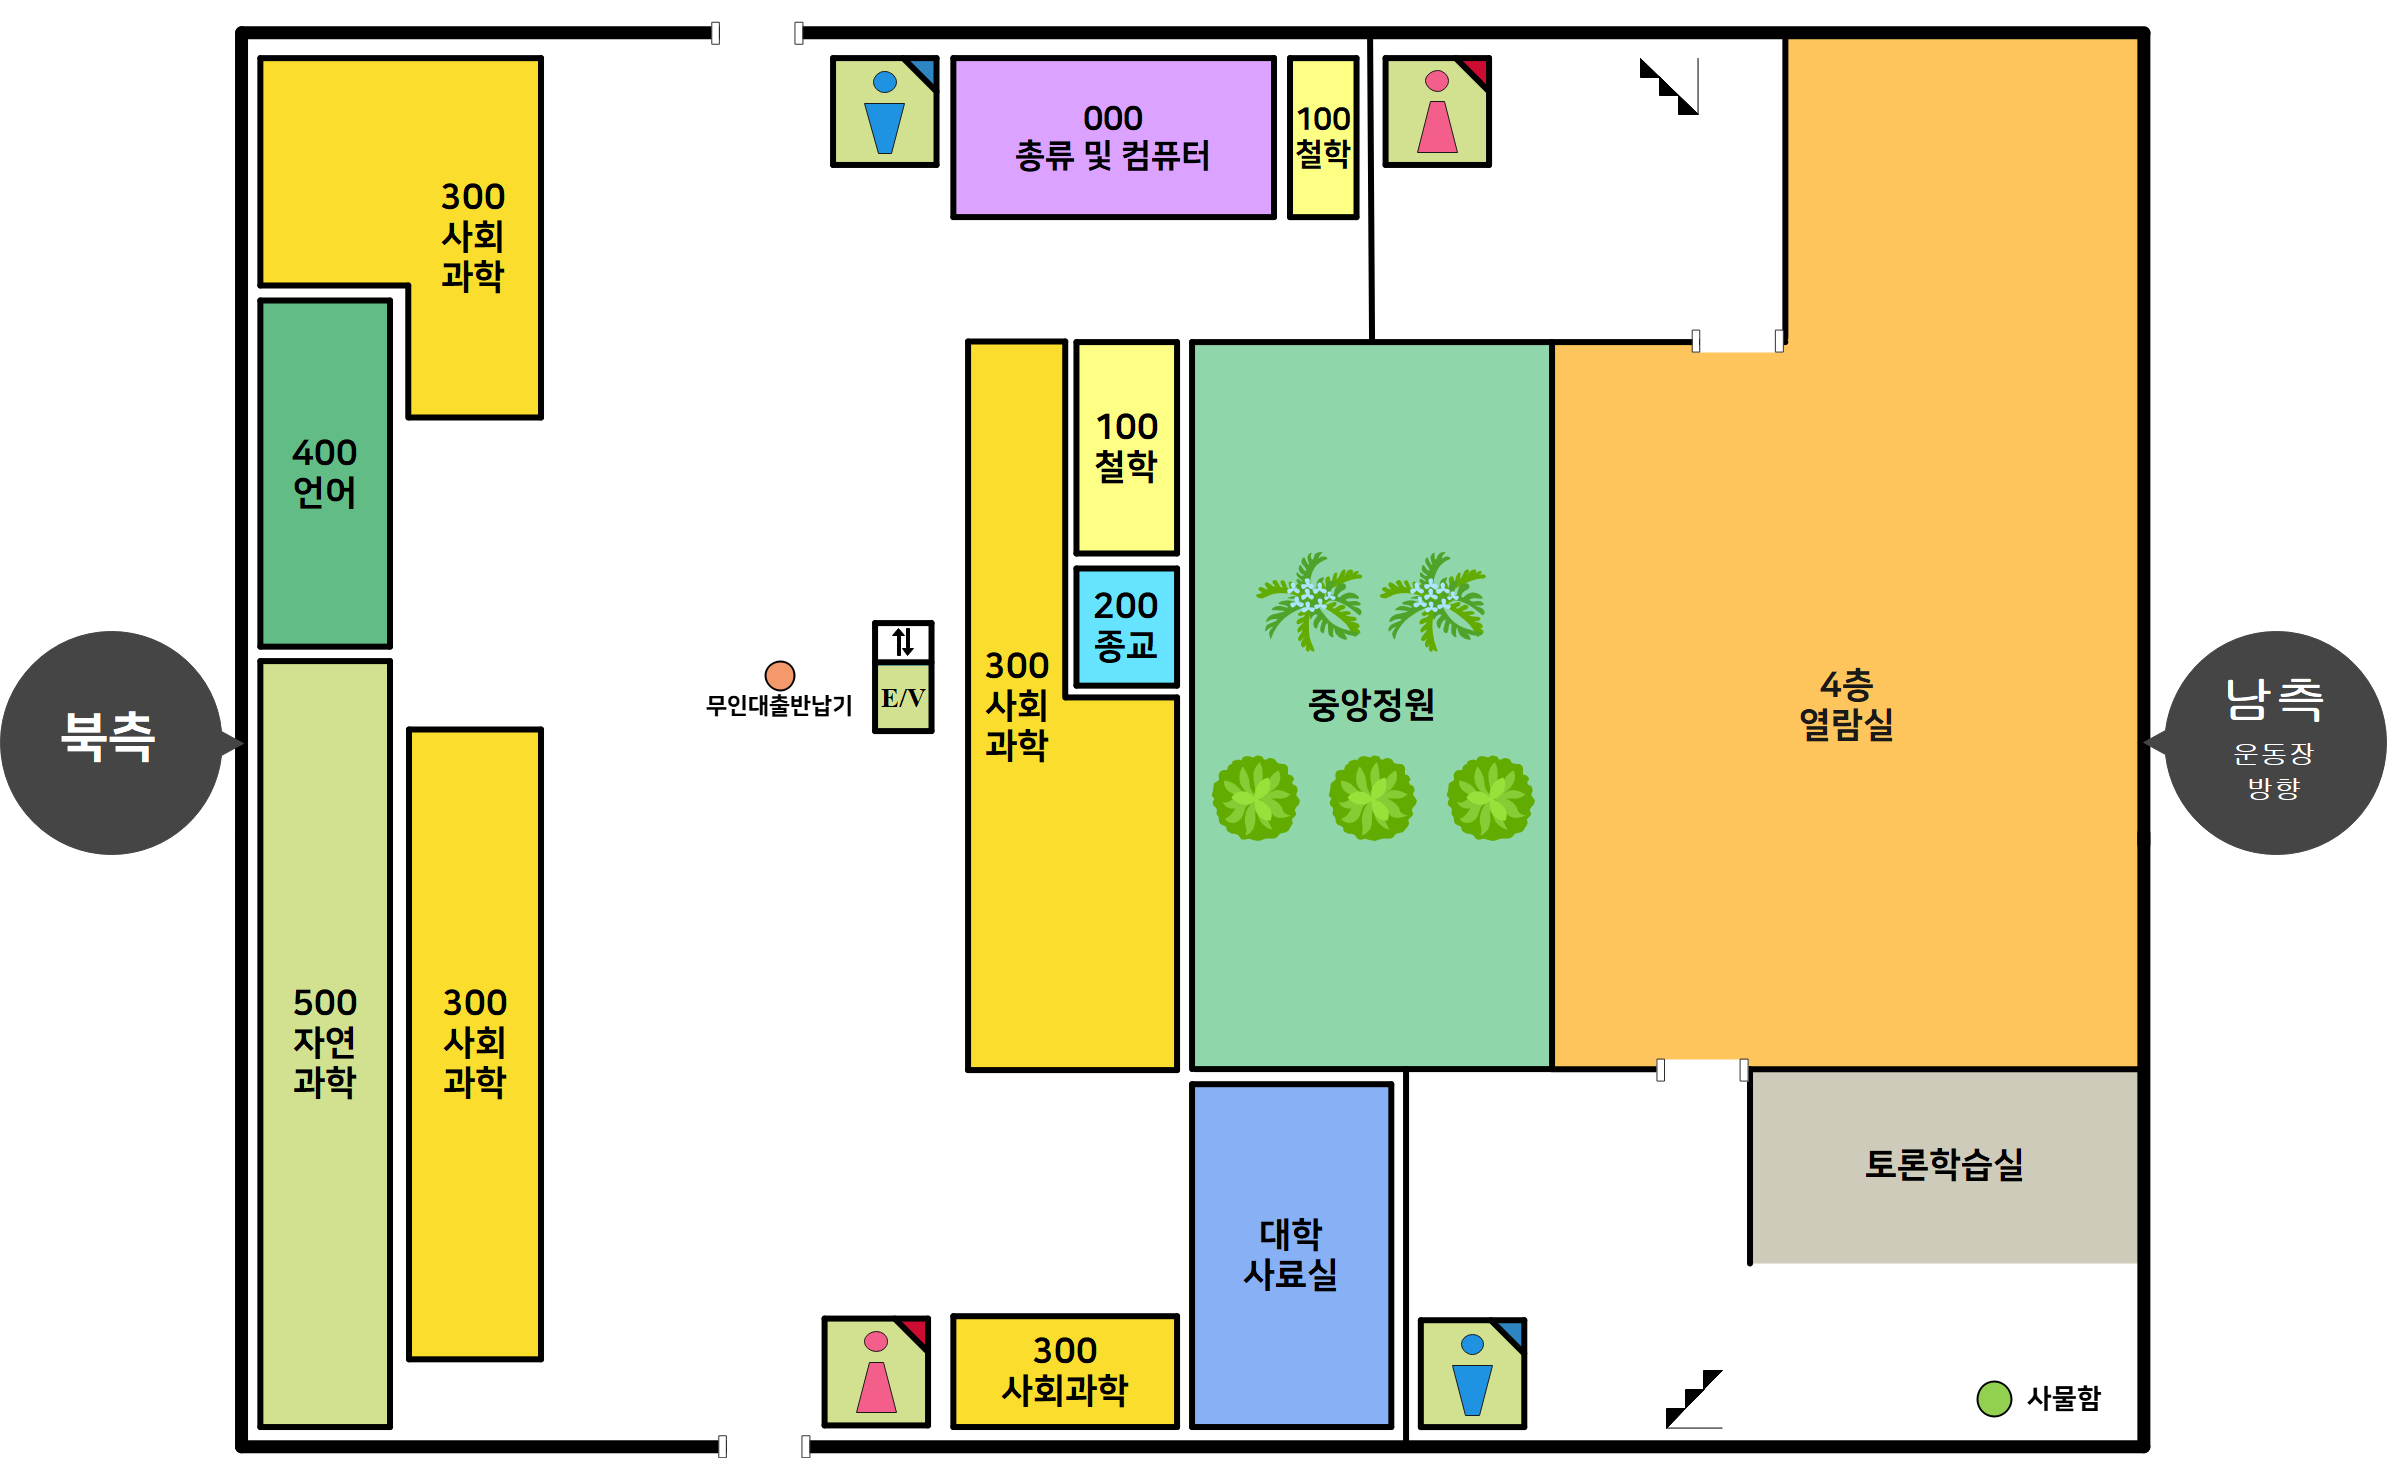 000
총류 및 컴퓨터
100
철학
300
사회
과학
400
언어
100
철학
200
종교
300
사회
과학
무인대출반납기
E/V
중앙정원
4층
열람실
북측
남측
운동장
방향
500
자연
과학
300
사회
과학
토론학습실
대학
사료실
300
사회과학
사물함